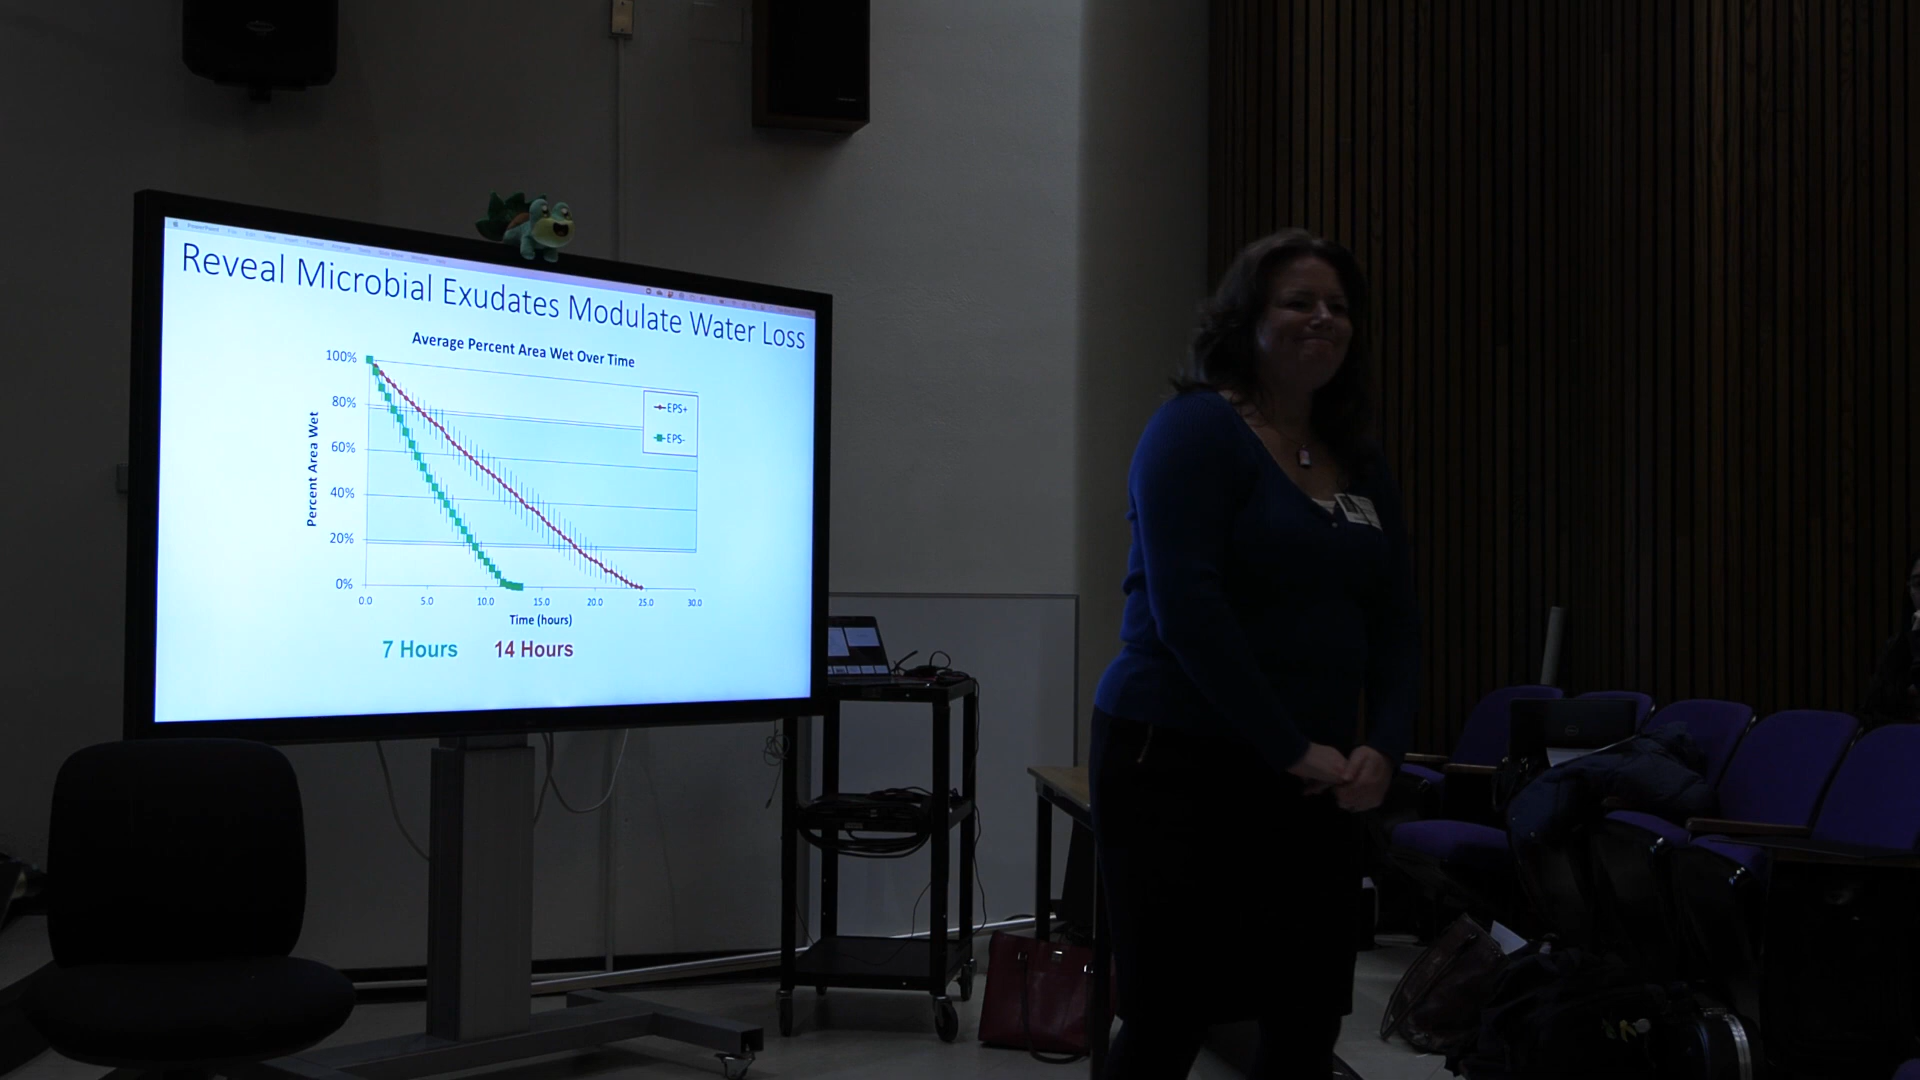 PowerPoint
Reveal Microbial Exudates Modulate Water Loss
Average Percent Area Wet Over Time
100%
80%
60%
40%
20%
0%
Percent Area Wet
EPS+
EPS-
0.0 5.0 10.0 15.0 20.0 25.0 30.0
Time (hours)
7 Hours 14 Hours